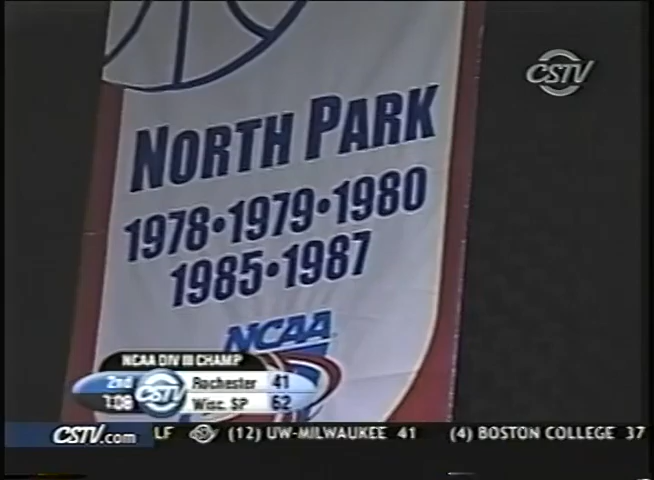 CSTV
NORTH PARK
1978•1979•1980
1985•1987
NCAA
NCAA DIV III CHAMP
2nd Rochester 41
1:08 CSTV Wisc. SP 62
CSTV.com LF (12) UW-MILWAUKEE 41 (4) BOSTON COLLEGE 37